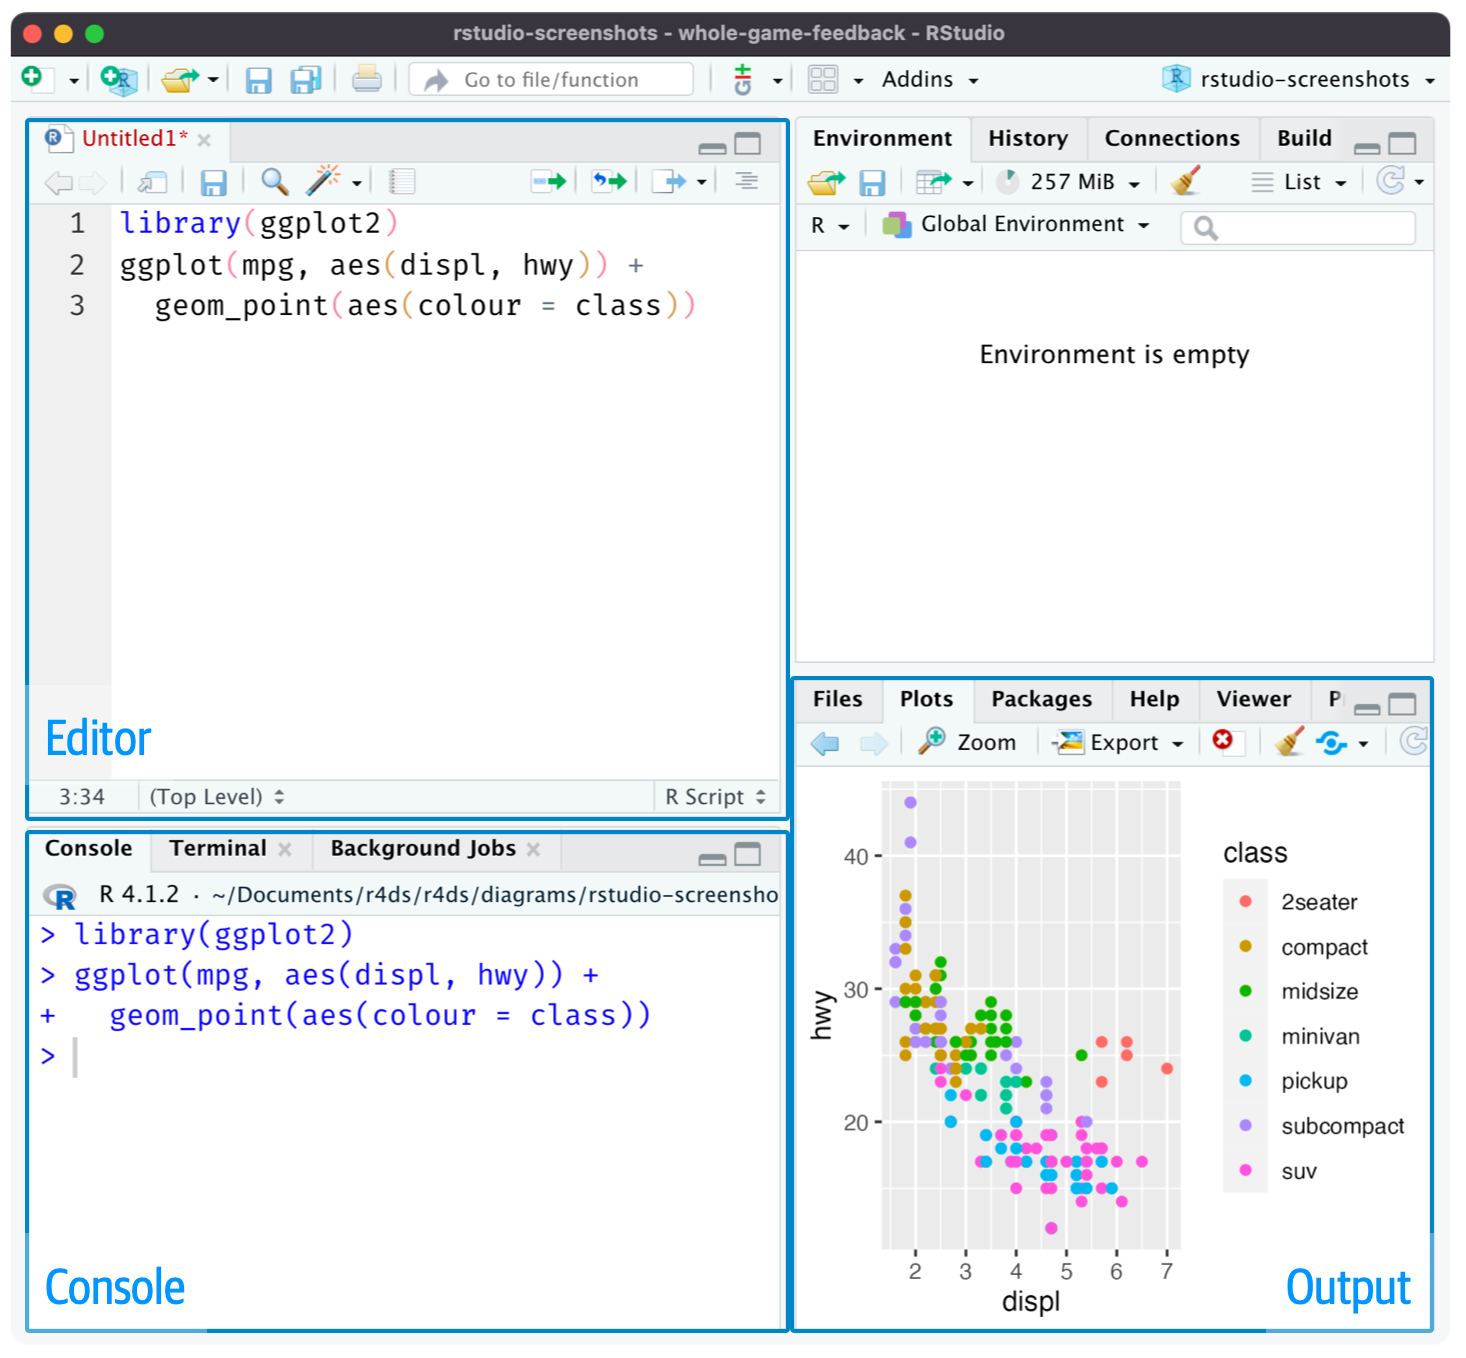 rstudio-screenshots - whole-game-feedback - RStudio
Go to file/function
Addins
rstudio-screenshots
Untitled1*
1 library(ggplot2)
2 ggplot(mpg, aes(displ, hwy)) +
3 geom_point(aes(colour = class))
Editor
3:34 (Top Level) R Script
Console Terminal Background Jobs
R 4.1.2 · ~/Documents/r4ds/r4ds/diagrams/rstudio-screensho
> library(ggplot2)
> ggplot(mpg, aes(displ, hwy)) +
+ geom_point(aes(colour = class))
>
Console
Environment History Connections Build
257 MiB List
R Global Environment
Environment is empty
Files Plots Packages Help Viewer P
Zoom Export
40
30
20
hwy
2 3 4 5 6 7
displ
class
2seater
compact
midsize
minivan
pickup
subcompact
suv
Output